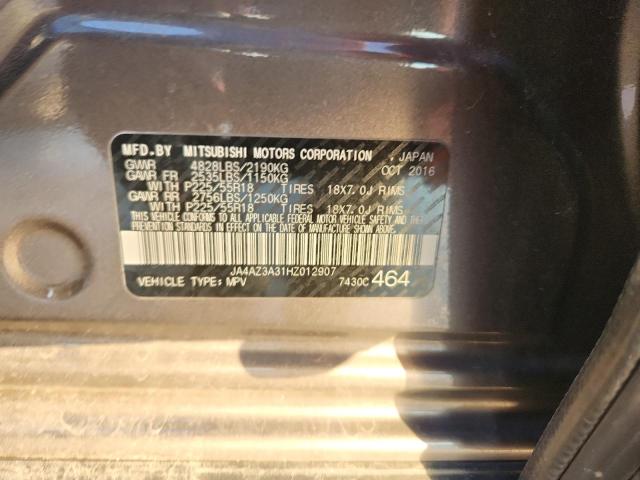 MFD.BY MITSUBISHI MOTORS CORPORATION , JAPAN
GVWR 4828LBS/2190KG OCT 2016
GAWR FR 2535LBS/1150KG
WITH P225/55R18 TIRES 18X7.0J RIMS
GAWR RR 2756LBS/1250KG
WITH P225/55R18 TIRES 18X7.0J RIMS
THIS VEHICLE CONFORMS TO ALL APPLICABLE FEDERAL MOTOR VEHICLE SAFETY AND
THEFT PREVENTION STANDARDS IN EFFECT ON THE DATE OF MANUFACTURE SHOWN ABOVE.
JA4AZ3A31HZ012907
VEHICLE TYPE:MPV 7430C 464